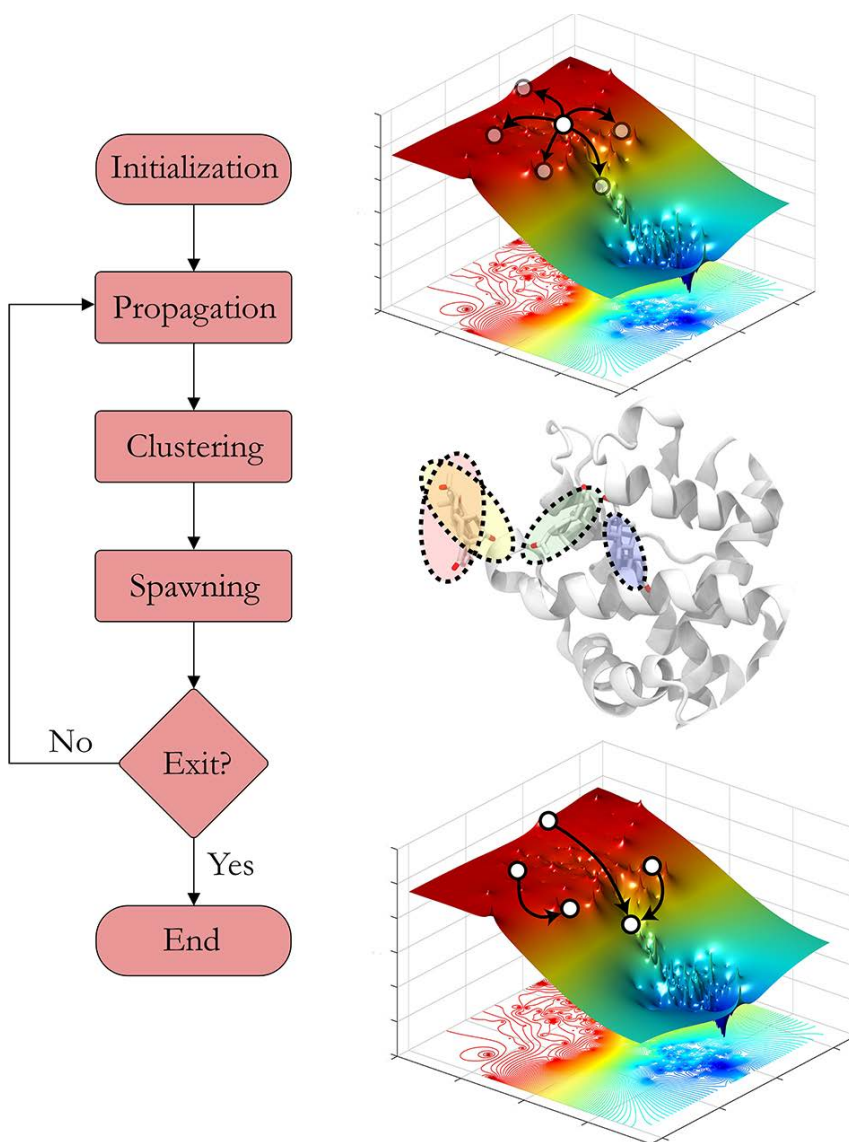 Initialization
Propagation
Clustering
Spawning
No
Exit?
Yes
End